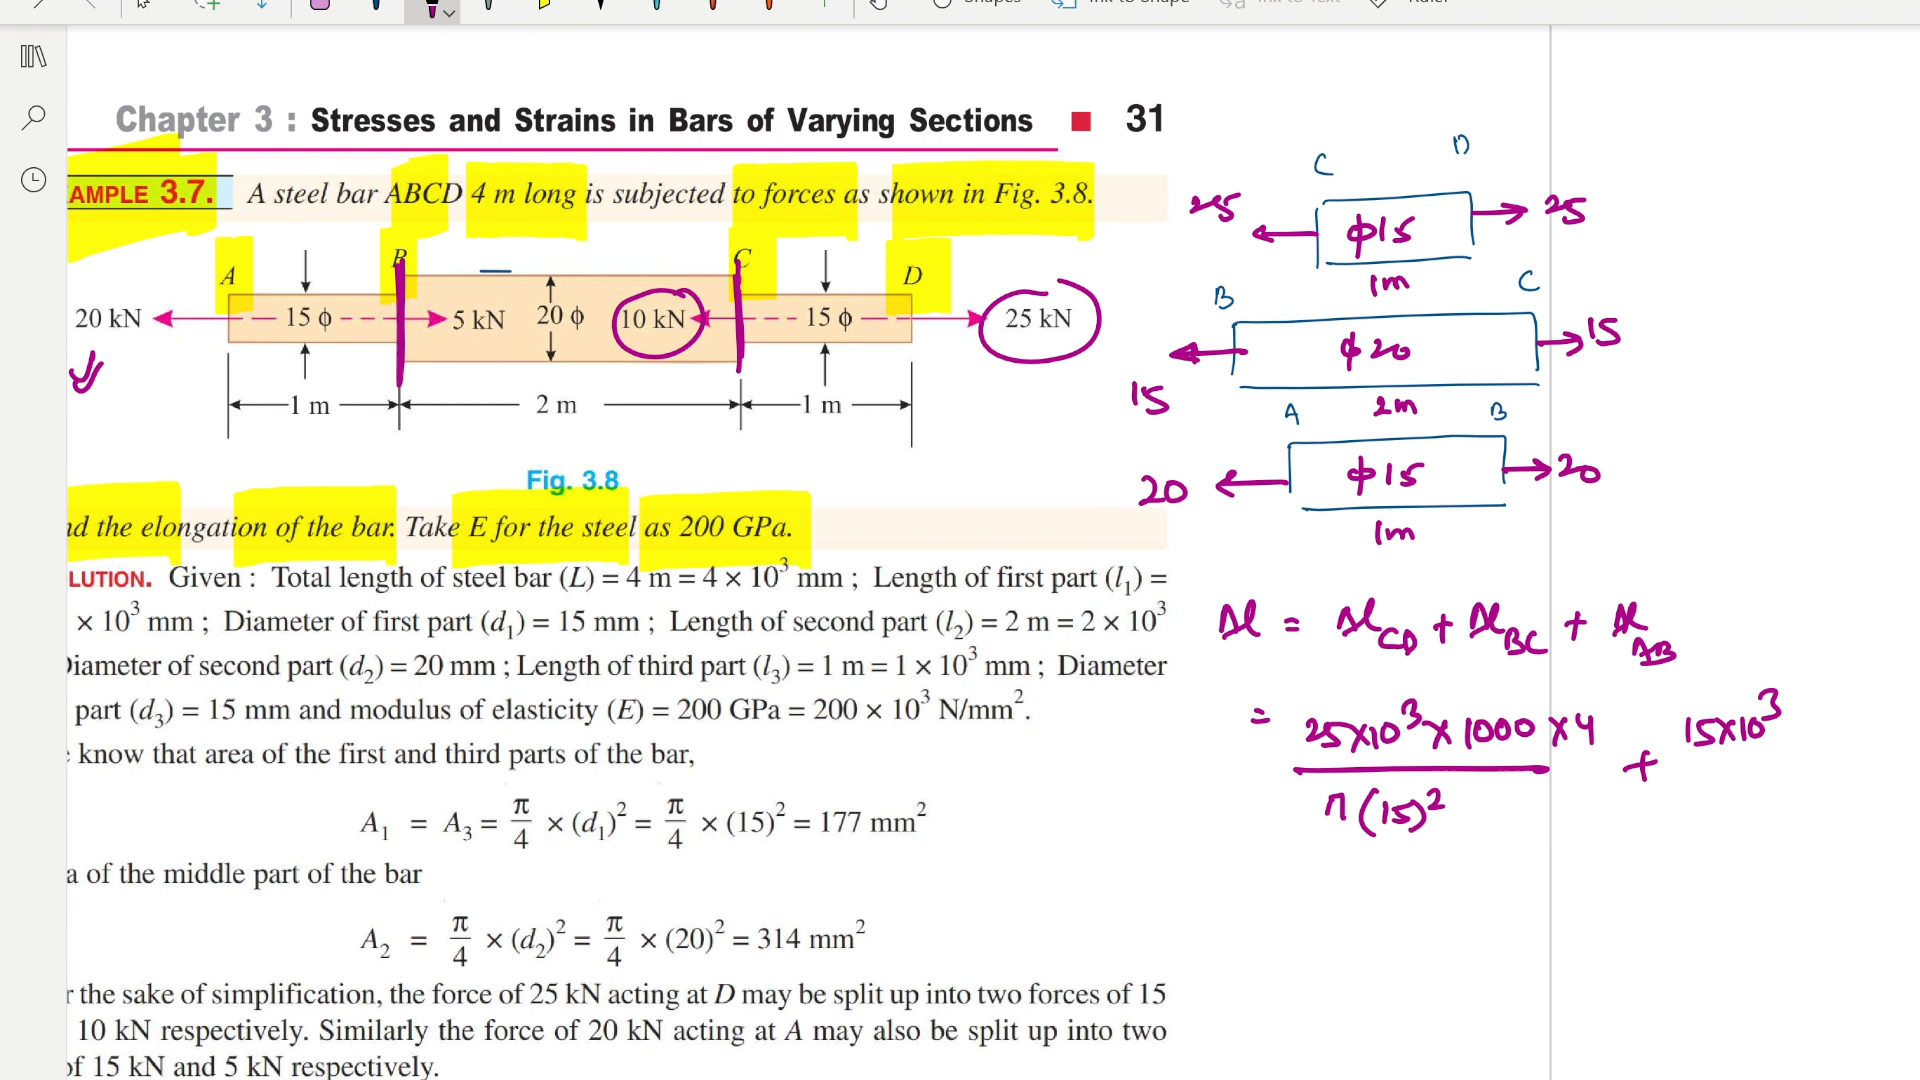 Chapter 3 : Stresses and Strains in Bars of Varying Sections ■ 31
AMPLE 3.7. A steel bar ABCD 4 m long is subjected to forces as shown in Fig. 3.8.
A B C D
20 kN 15 ϕ 5 kN 20 ϕ 10 kN 15 ϕ 25 kN
1 m 2 m 1 m
Fig. 3.8
nd the elongation of the bar. Take E for the steel as 200 GPa.
LUTION. Given : Total length of steel bar (L) = 4 m = 4 × 10³ mm ; Length of first part (l₁) =
× 10³ mm ; Diameter of first part (d₁) = 15 mm ; Length of second part (l₂) = 2 m = 2 × 10³
Diameter of second part (d₂) = 20 mm ; Length of third part (l₃) = 1 m = 1 × 10³ mm ; Diameter
part (d₃) = 15 mm and modulus of elasticity (E) = 200 GPa = 200 × 10³ N/mm².
know that area of the first and third parts of the bar,
A₁ = A₃ = π/4 × (d₁)² = π/4 × (15)² = 177 mm²
a of the middle part of the bar
A₂ = π/4 × (d₂)² = π/4 × (20)² = 314 mm²
r the sake of simplification, the force of 25 kN acting at D may be split up into two forces of 15
10 kN respectively. Similarly the force of 20 kN acting at A may also be split up into two
of 15 kN and 5 kN respectively.
C D
25 ϕ15 25
1m
B C
15 ϕ20 15
2m
A B
20 ϕ15 20
1m
Δl = Δl_CD + Δl_BC + Δl_AB
= 25×10³×1000×4 / π(15)² + 15×10³